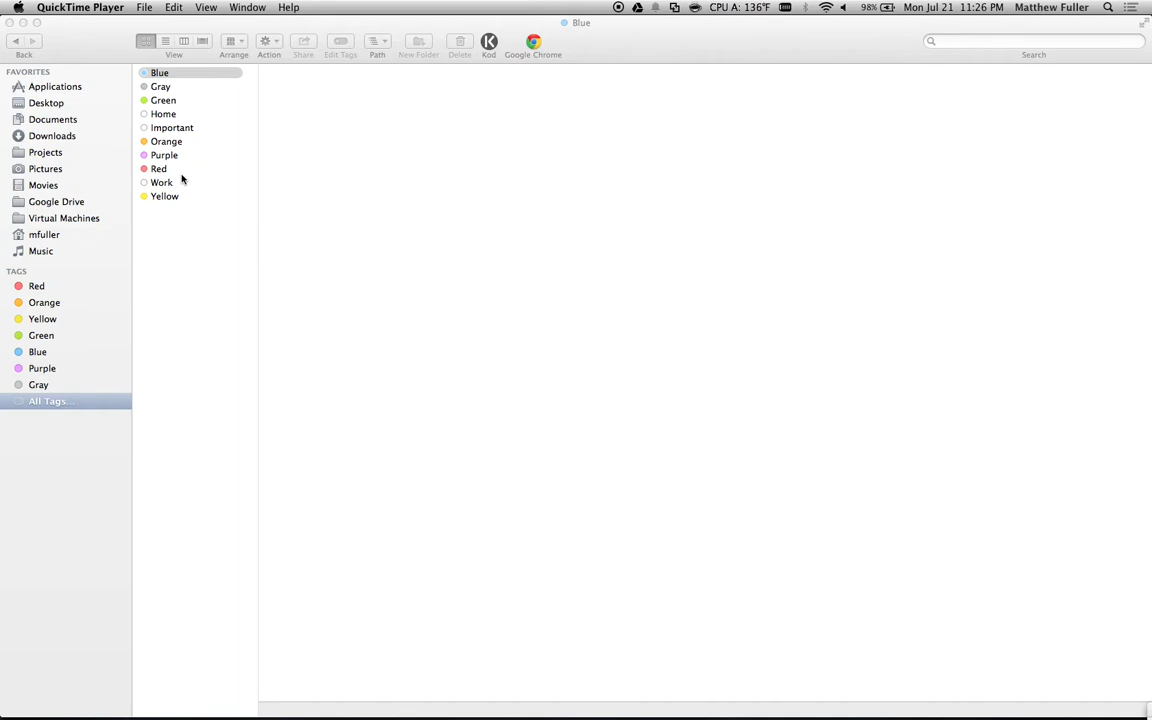 QuickTime Player File Edit View Window Help CPU A: 136°F 98% Mon Jul 21 11:26 PM Matthew Fuller
Blue
Back View Arrange Action Share Edit Tags Path New Folder Delete Kod Google Chrome Search
FAVORITES
Applications
Desktop
Documents
Downloads
Projects
Pictures
Movies
Google Drive
Virtual Machines
mfuller
Music
TAGS
Red
Orange
Yellow
Green
Blue
Purple
Gray
All Tags...
Blue
Gray
Green
Home
Important
Orange
Purple
Red
Work
Yellow